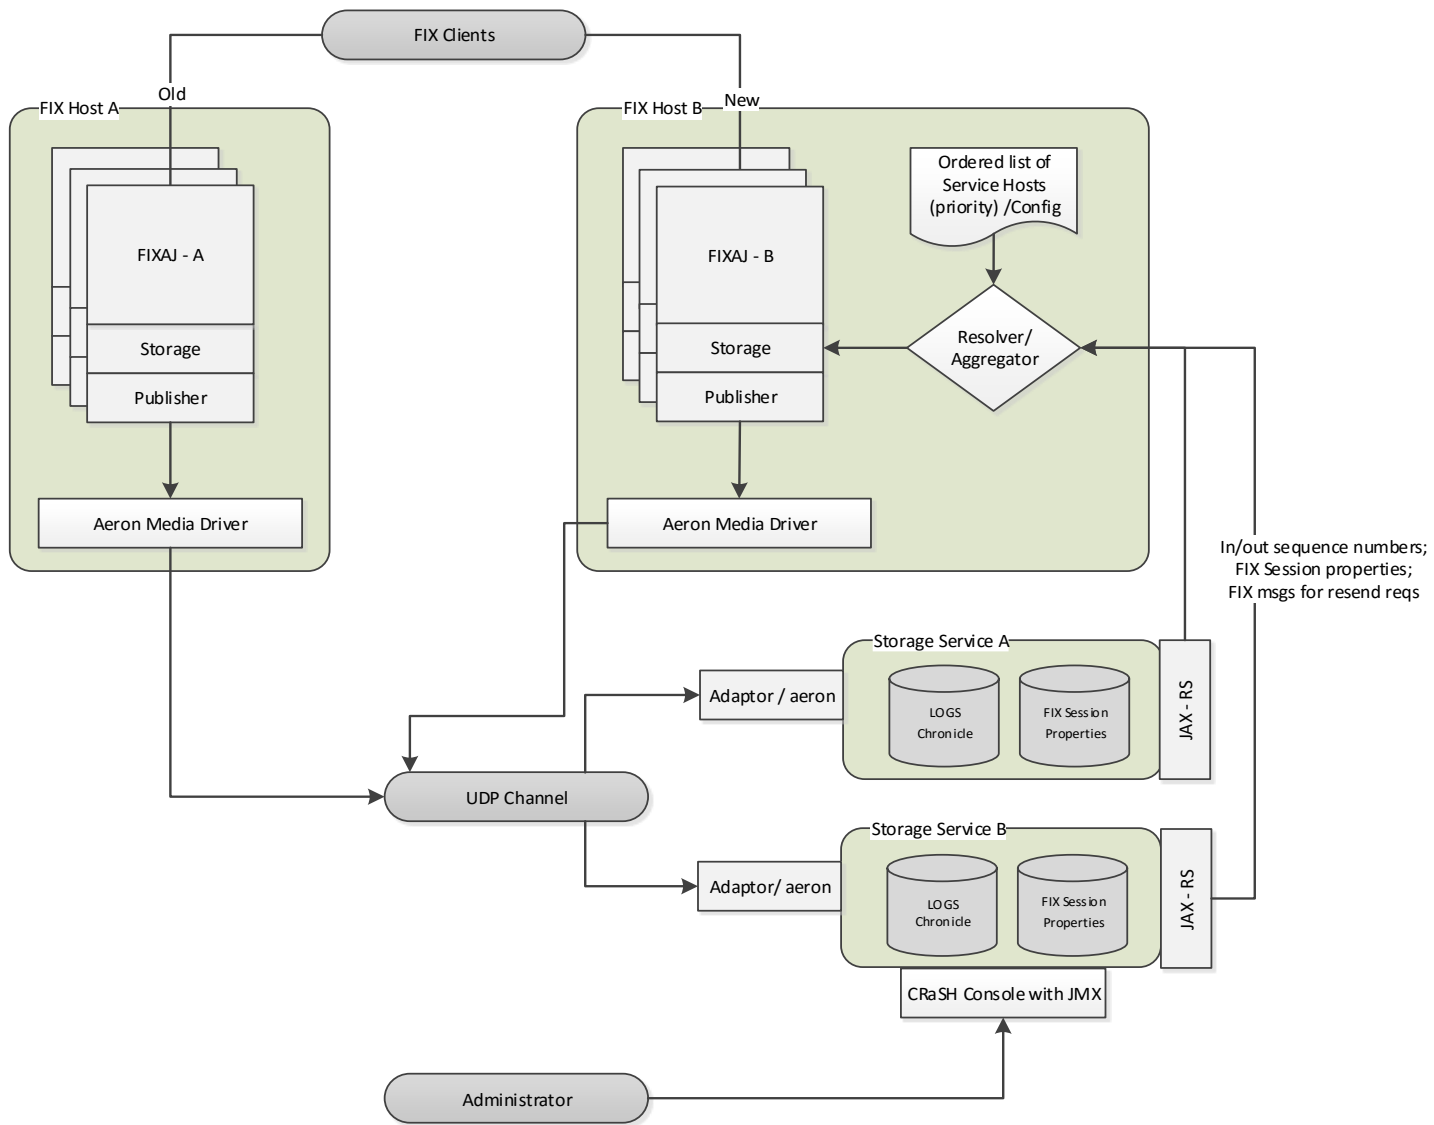 FIX Clients
Old
New
FIX Host A
FIX Host B
Ordered list of
Service Hosts
(priority) /Config
FIXAJ - A
FIXAJ - B
Resolver/
Aggregator
Storage
Storage
Publisher
Publisher
Aeron Media Driver
Aeron Media Driver
In/out sequence numbers;
FIX Session properties;
FIX msgs for resend reqs
Storage Service A
Adaptor / aeron
LOGS
Chronicle
FIX Session
Properties
JAX - RS
UDP Channel
Storage Service B
Adaptor/ aeron
LOGS
Chronicle
FIX Session
Properties
JAX - RS
CRaSH Console with JMX
Administrator